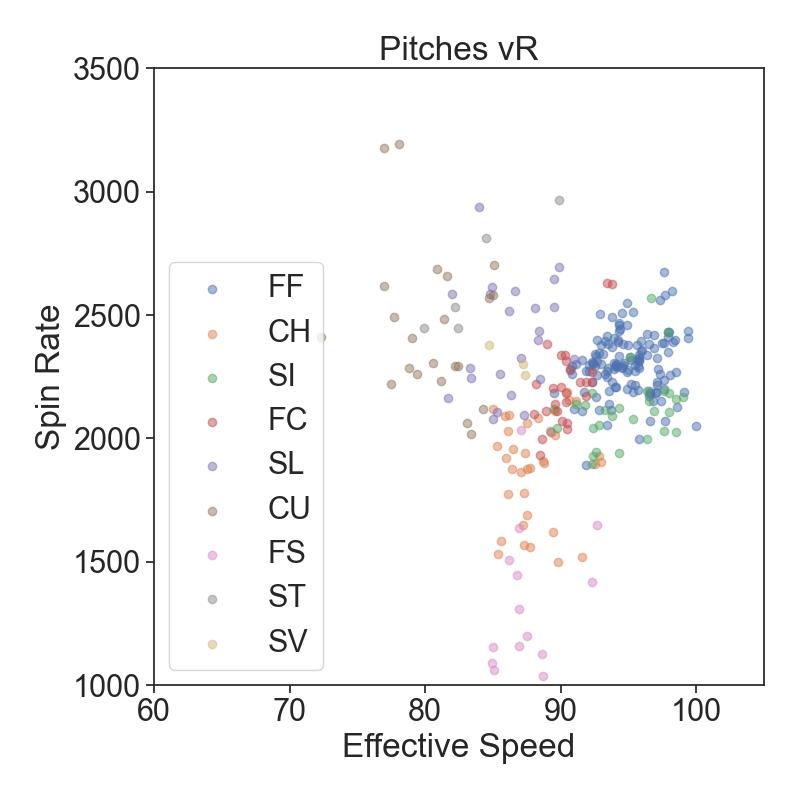 Pitches vR
3500
3000
2500
2000
1500
1000
Spin Rate
FF
CH
SI
FC
SL
CU
FS
ST
SV
60 70 80 90 100
Effective Speed